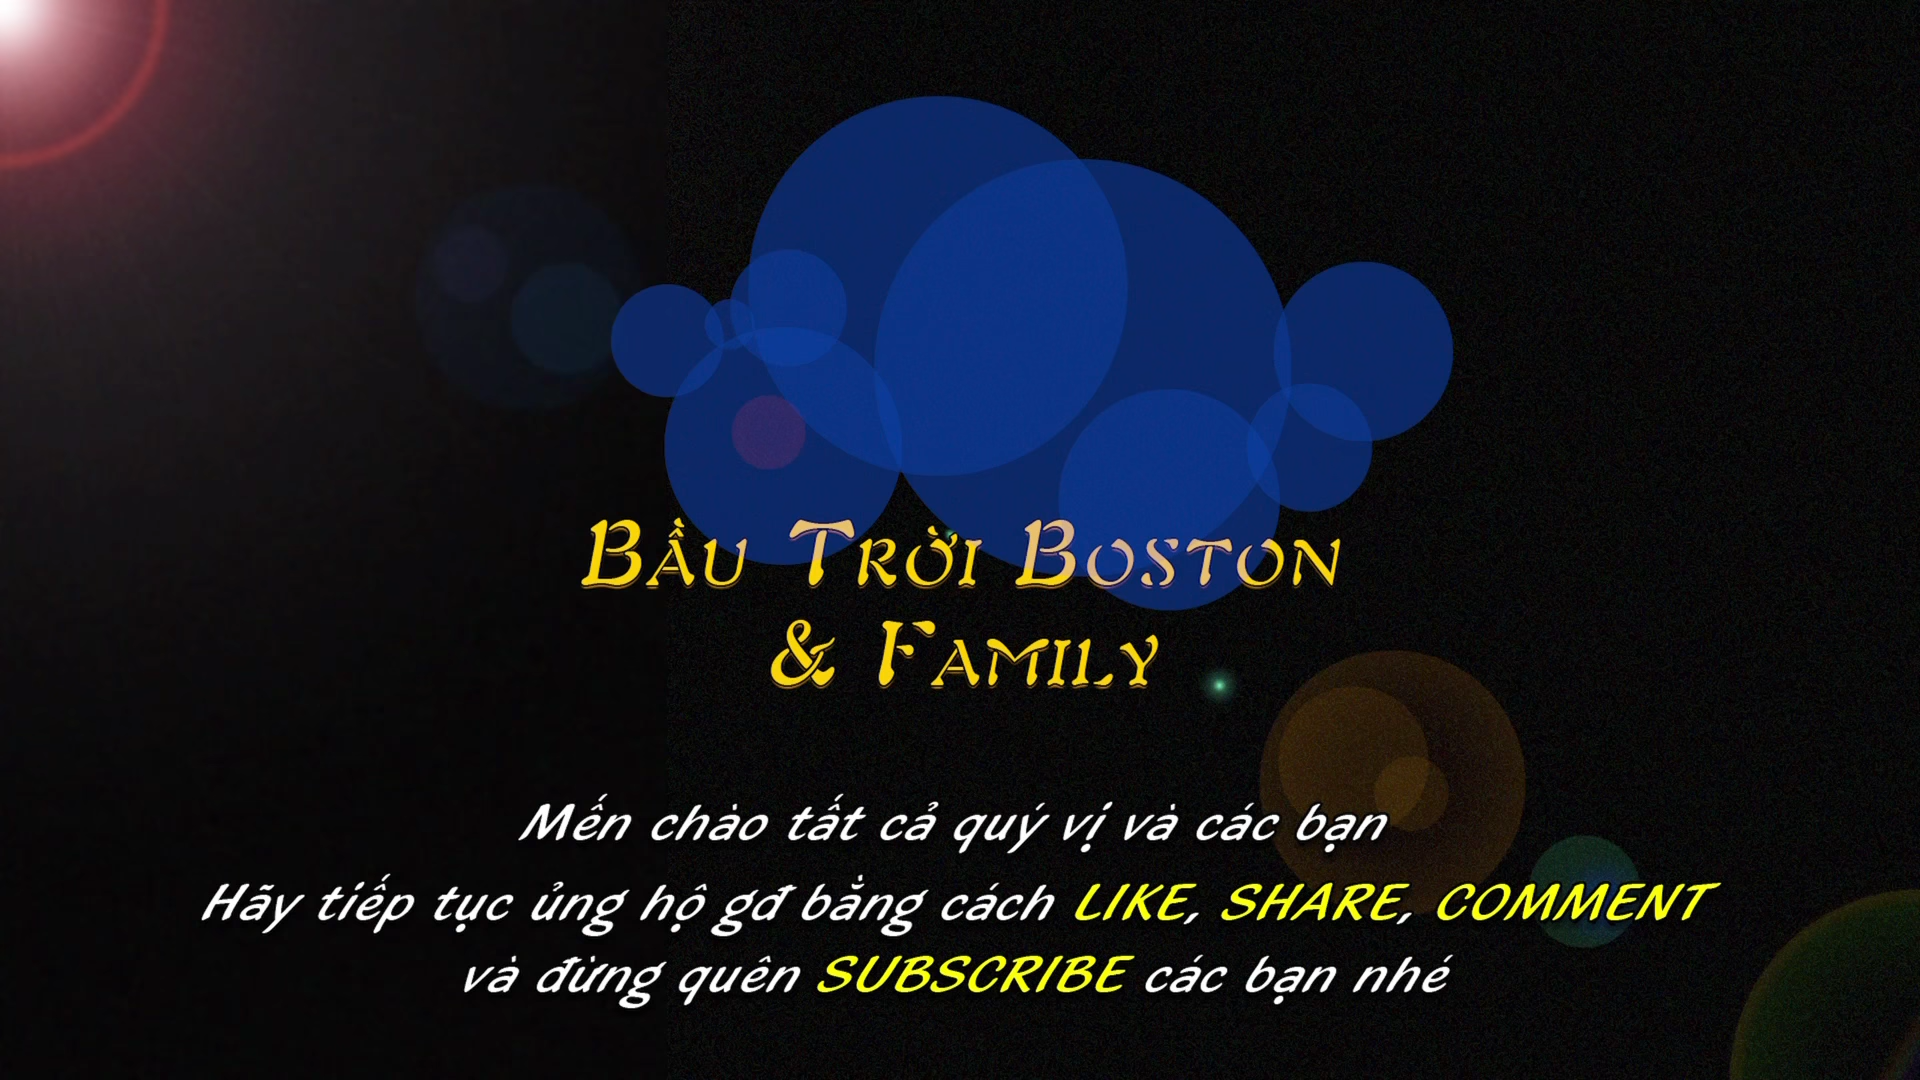 Bầu Trời Boston
& Family
Mến chào tất cả quý vị và các bạn
Hãy tiếp tục ủng hộ gđ bằng cách LIKE, SHARE, COMMENT
và đừng quên SUBSCRIBE các bạn nhé